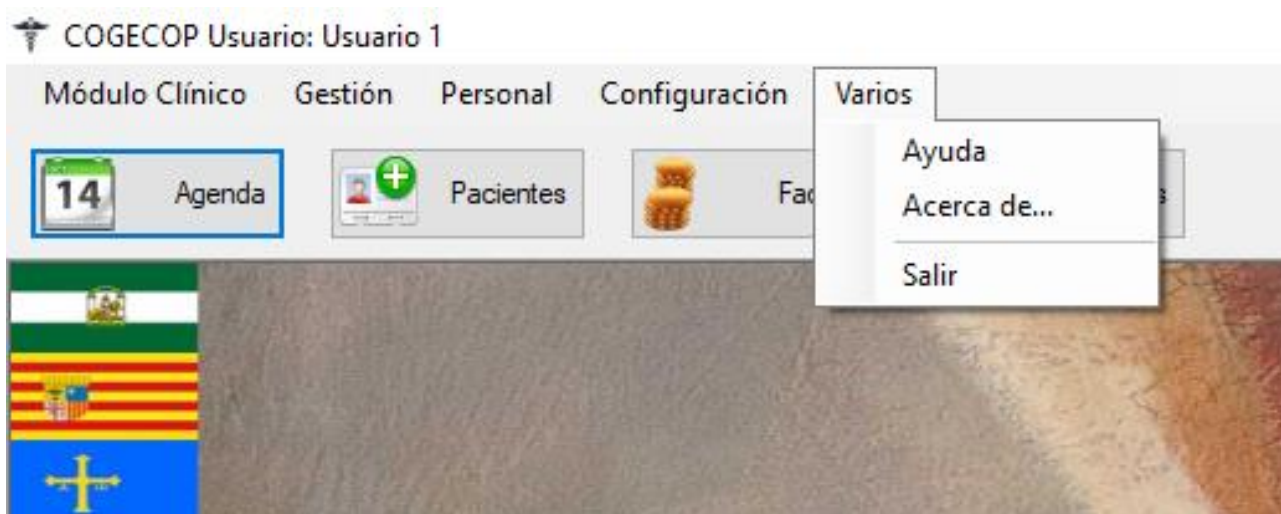 COGECOP Usuario: Usuario 1
Módulo Clínico Gestión Personal Configuración Varios
14 Agenda Pacientes
Ayuda
Acerca de...
Salir